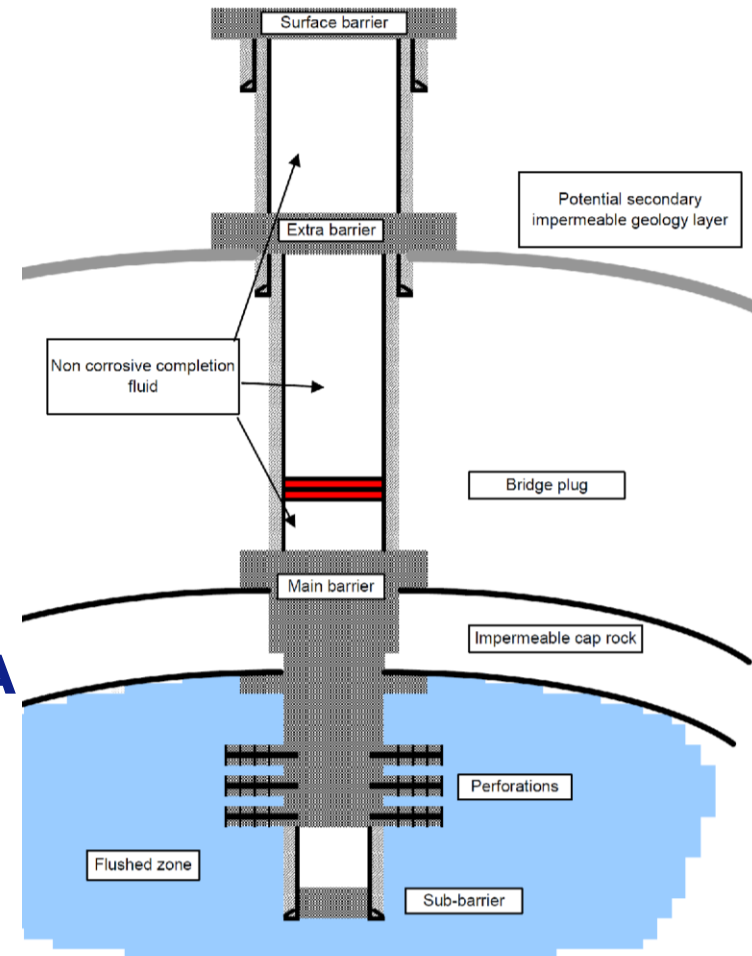 Surface barrier
Potential secondary
impermeable geology layer
Extra barrier
Non corrosive completion
fluid
Bridge plug
Main barrier
Impermeable cap rock
A
Perforations
Flushed zone
Sub-barrier